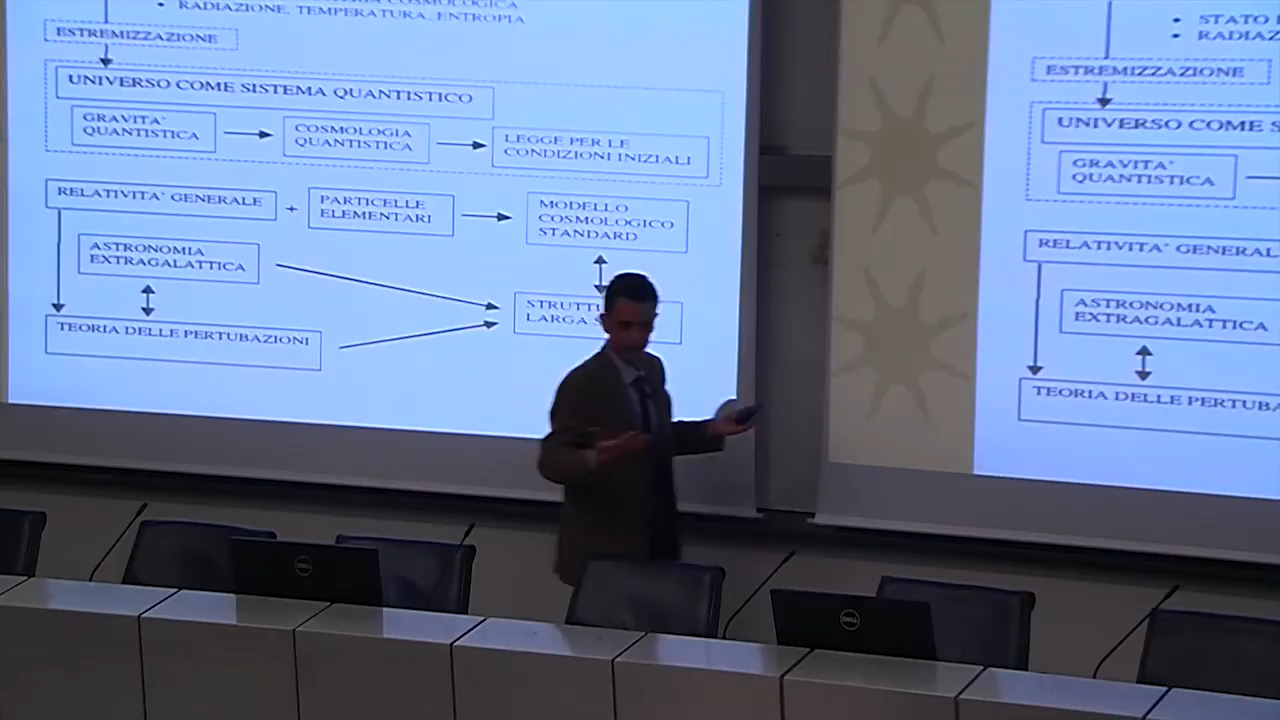 COSMOLOGICA
• RADIAZIONE, TEMPERATURA, ENTROPIA
ESTREMIZZAZIONE
UNIVERSO COME SISTEMA QUANTISTICO
GRAVITA'
QUANTISTICA
COSMOLOGIA
QUANTISTICA
LEGGE PER LE
CONDIZIONI INIZIALI
RELATIVITA' GENERALE
+
PARTICELLE
ELEMENTARI
MODELLO
COSMOLOGICO
STANDARD
ASTRONOMIA
EXTRAGALATTICA
STRUTT
LARGA S
TEORIA DELLE PERTUBAZIONI
• STATO
• RADIAZ
ESTREMIZZAZIONE
UNIVERSO COME S
GRAVITA'
QUANTISTICA
RELATIVITA' GENERAL
ASTRONOMIA
EXTRAGALATTICA
TEORIA DELLE PERTUBA
DELL
DELL